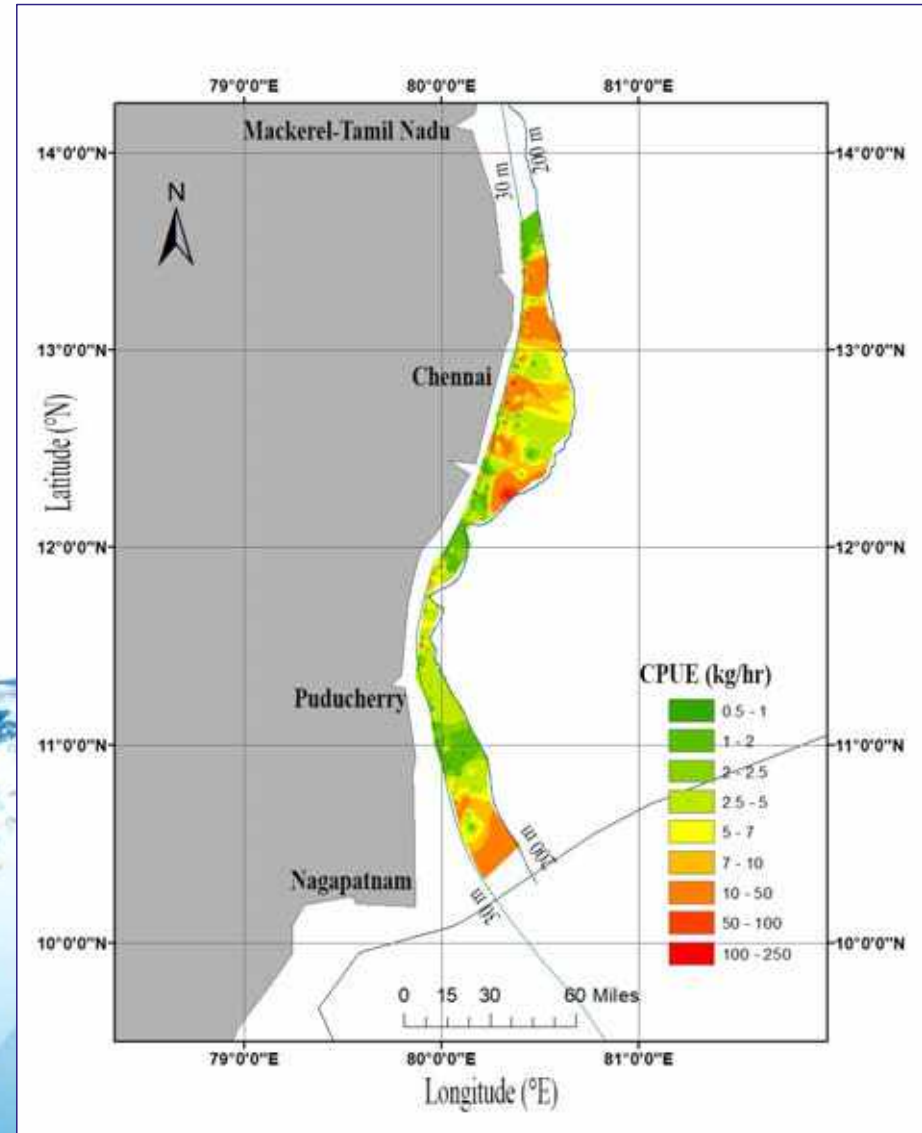 79°0'0"E 80°0'0"E 81°0'0"E
Mackerel-Tamil Nadu
14°0'0"N 14°0'0"N
200 m
30 m
N
13°0'0"N 13°0'0"N
Chennai
Latitude (°N)
12°0'0"N 12°0'0"N
CPUE (kg/hr)
Puducherry
0.5 - 1
1 - 2
11°0'0"N 11°0'0"N
2 - 2.5
2.5 - 5
5 - 7
200 m
7 - 10
Nagapatnam
10 - 50
30 m
50 - 100
10°0'0"N 10°0'0"N
100 - 250
0 15 30 60 Miles
79°0'0"E 80°0'0"E 81°0'0"E
Longitude (°E)